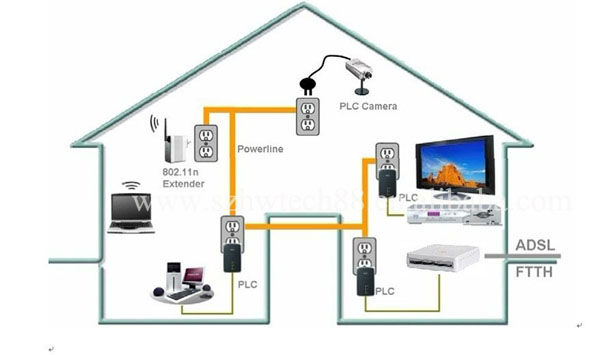 PLC Camera
Powerline
802.11n
Extender
PLC
PLC
PLC
ADSL
FTTH